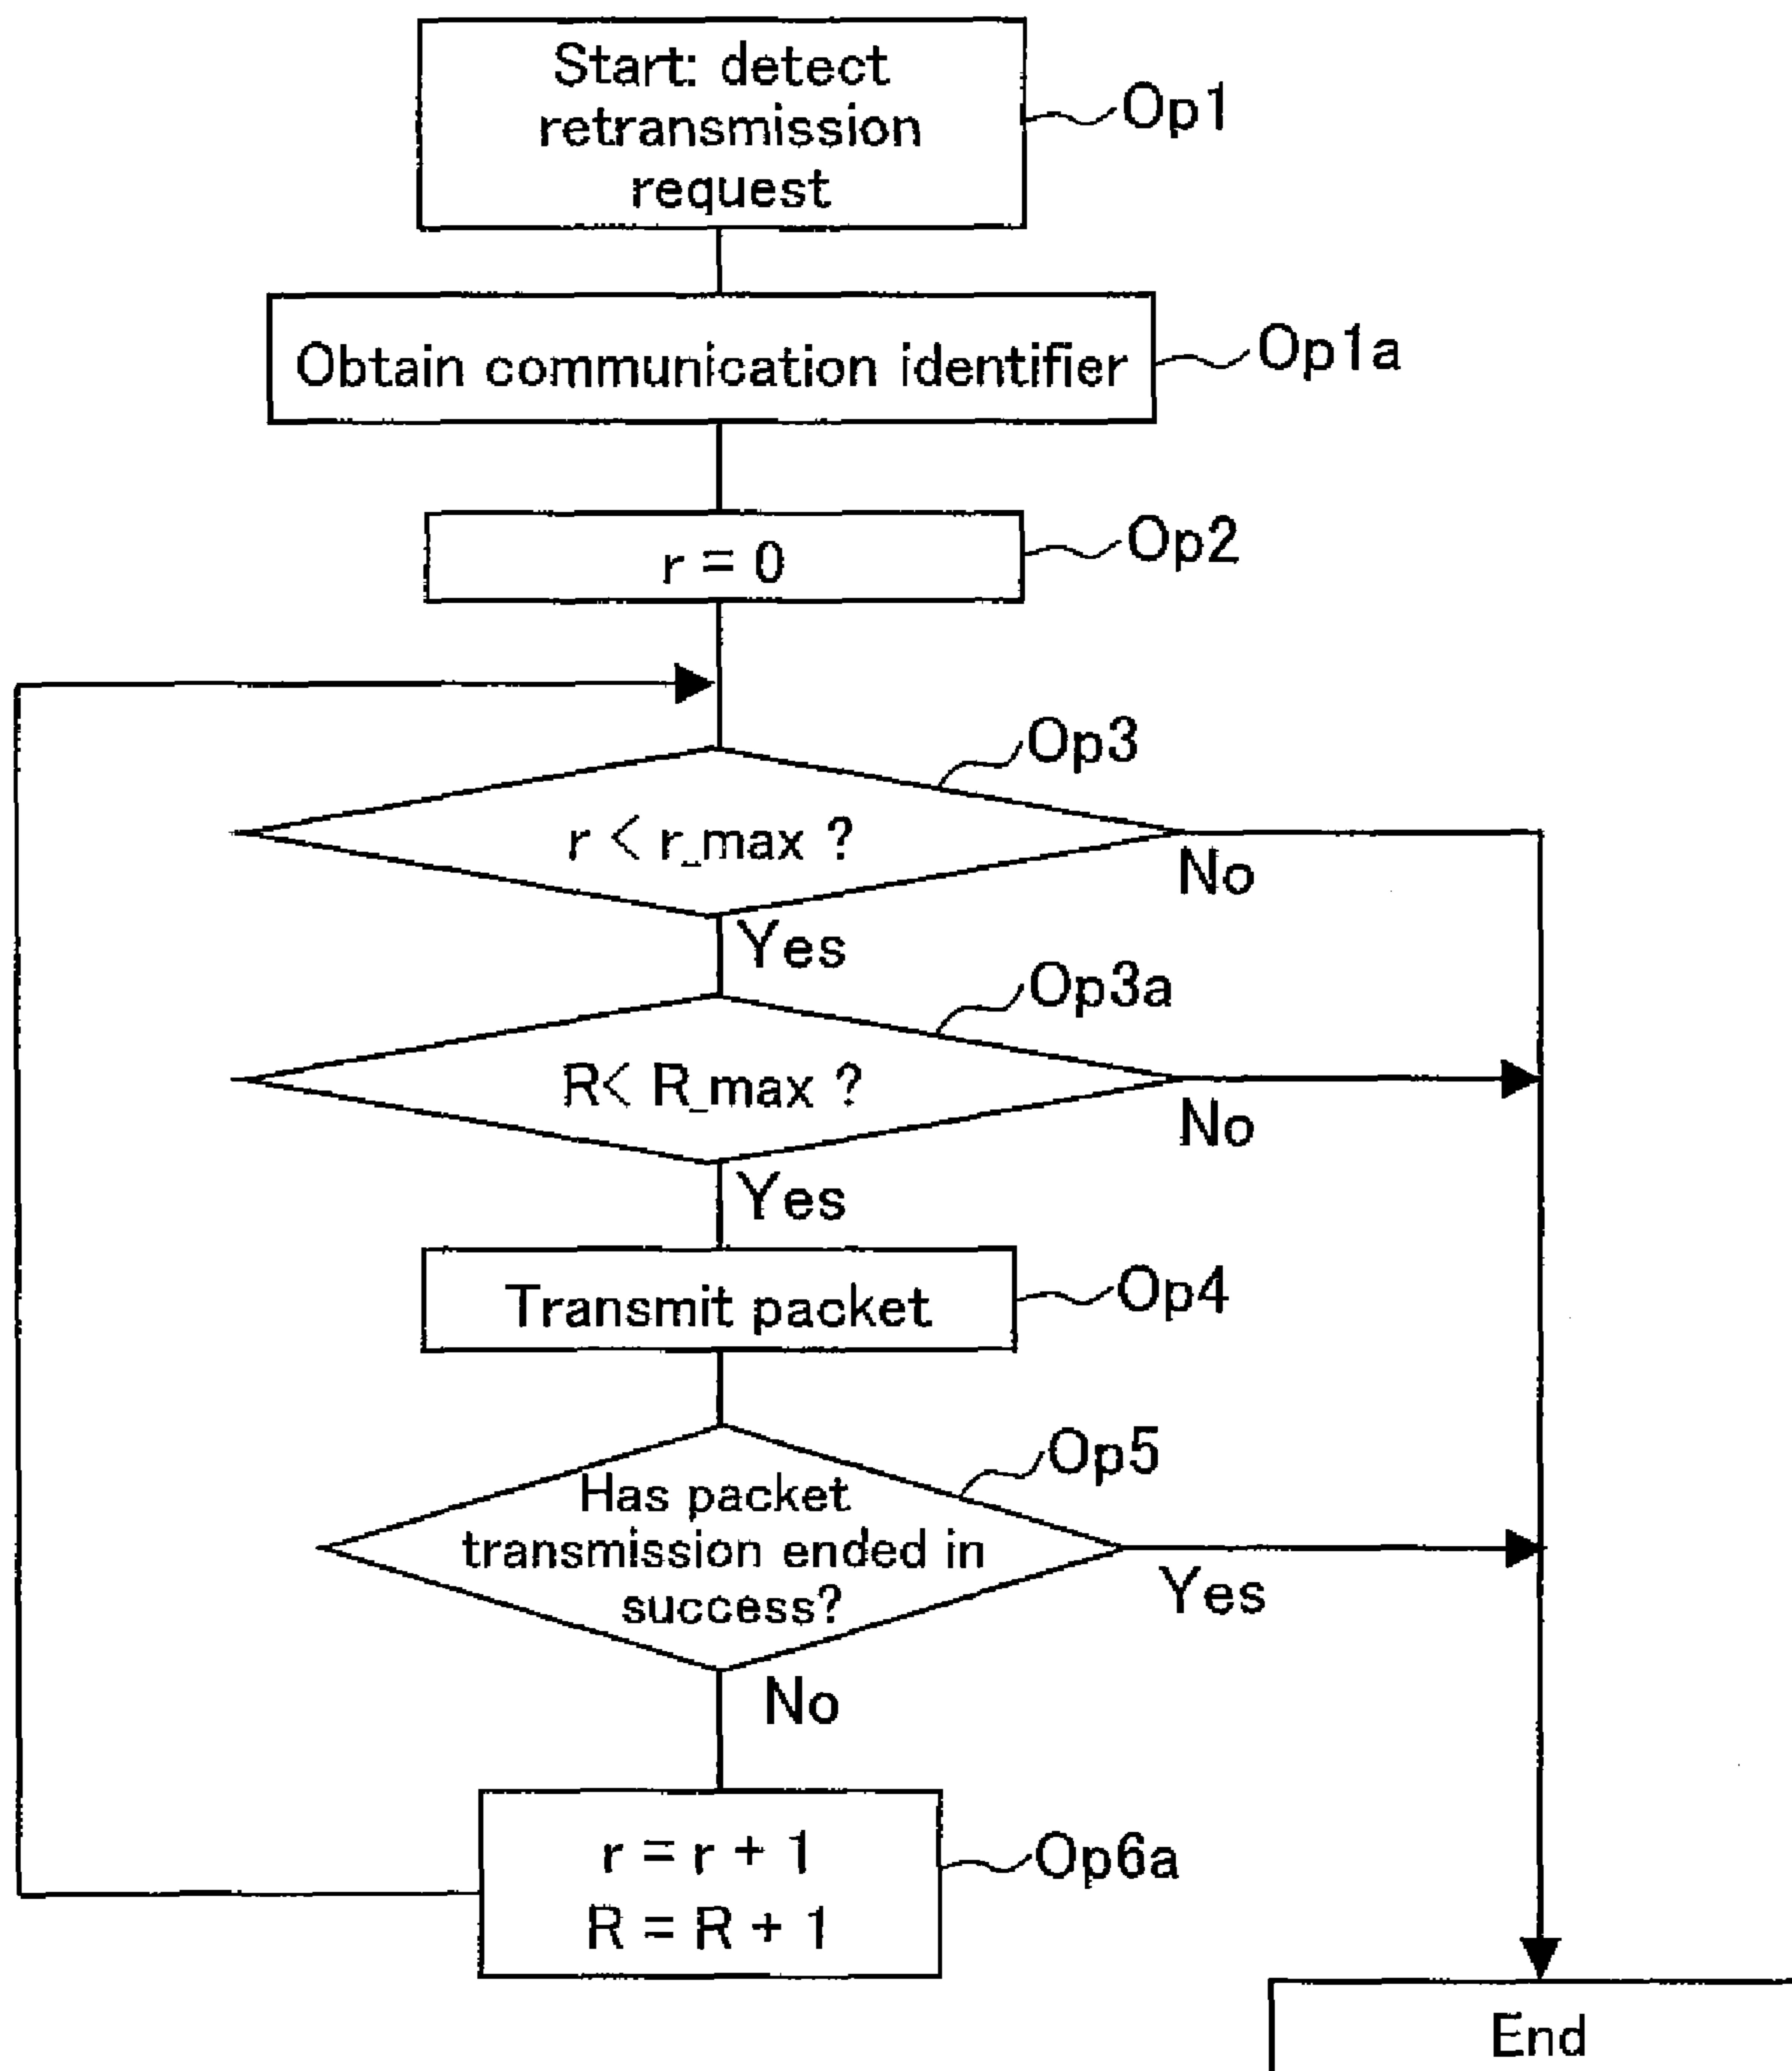 Start: detect
retransmission
request
Op1
Obtain communication identifier
Op1a
r = 0
Op2
Op3
r < r_max ?
No
Yes
Op3a
R< R_max ?
No
Yes
Transmit packet
Op4
Op5
Has packet
transmission ended in
success?
Yes
No
r = r + 1
R = R + 1
Op6a
End